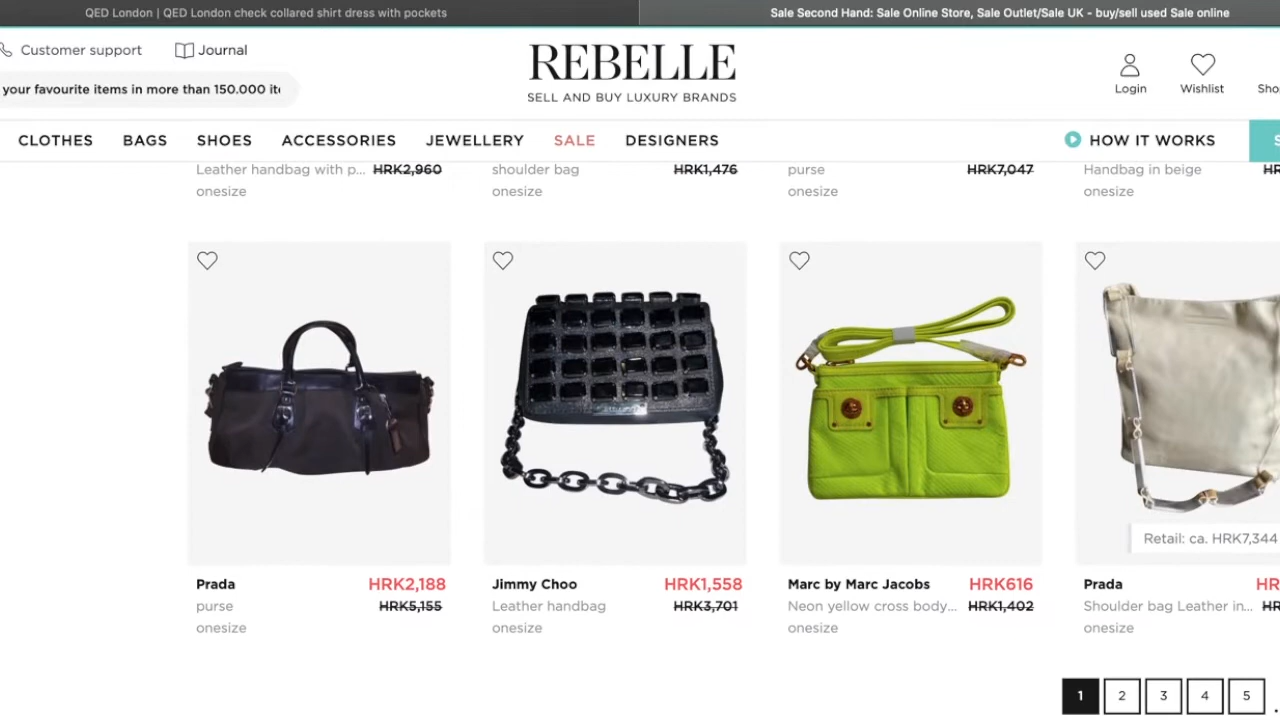 QED London | QED London check collared shirt dress with pockets
Sale Second Hand: Sale Online Store, Sale Outlet/Sale UK - buy/sell used Sale online
Customer support
Journal
REBELLE
SELL AND BUY LUXURY BRANDS
Login
Wishlist
your favourite items in more than 150.000
CLOTHES BAGS SHOES ACCESSORIES JEWELLERY SALE DESIGNERS
HOW IT WORKS
Leather handbag with p... HRK2,960
onesize
shoulder bag HRK1,476
onesize
purse HRK7,047
onesize
Handbag in beige
onesize
Retail: ca. HRK7,344
Prada HRK2,188
purse HRK5,155
onesize
Jimmy Choo HRK1,558
Leather handbag HRK3,701
onesize
Marc by Marc Jacobs HRK616
Neon yellow cross body... HRK1,402
onesize
Prada
Shoulder bag Leather in...
onesize
1 2 3 4 5